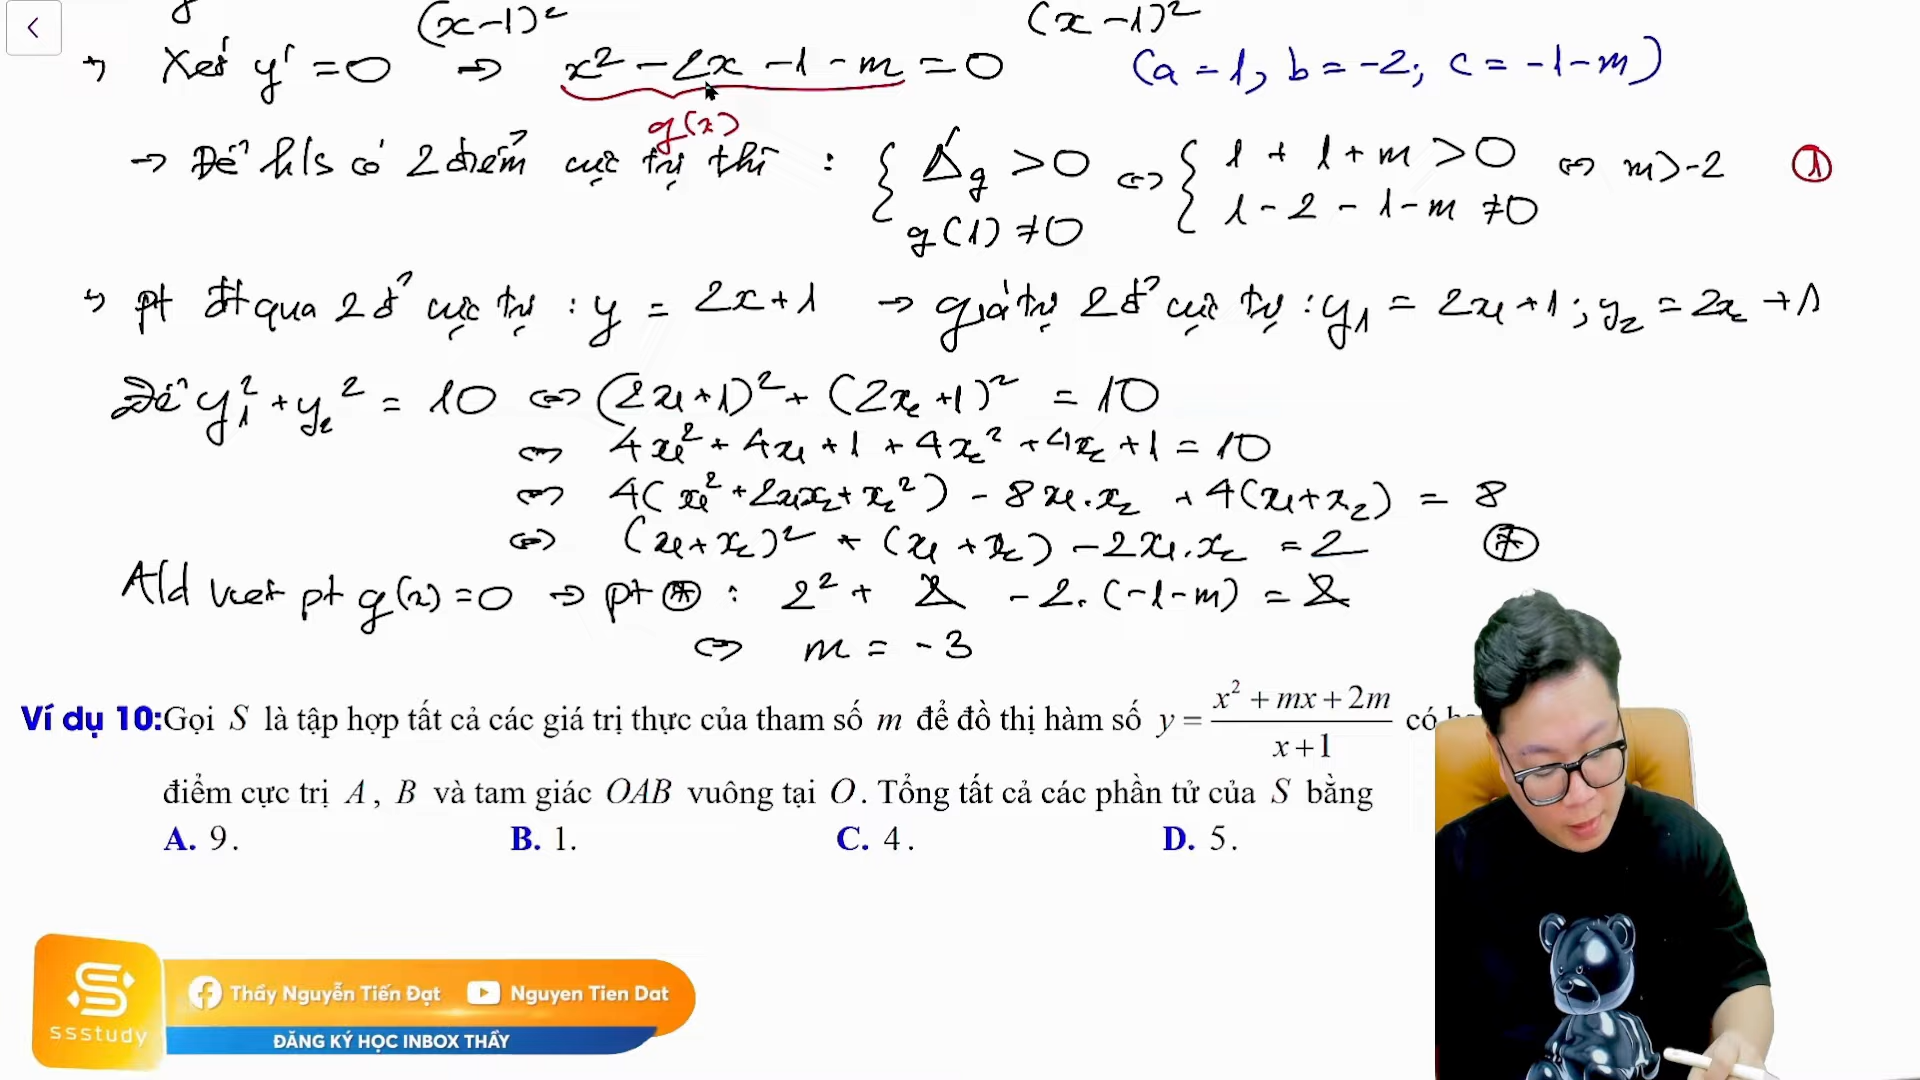 (x-1)² (x-1)²
→ Xét y' = 0 → x² - 2x - 1 - m = 0 (a = 1, b = -2; c = -1-m)
g(x)
→ Để h/s có 2 điểm cực trị thì : { Δ'g > 0 ⇔ { 1 + 1 + m > 0 ⇔ m > -2 ①
g(1) ≠ 0 1 - 2 - 1 - m ≠ 0
→ pt đt qua 2 đ' cực trị : y = 2x + 1 → giá trị 2 đ' cực trị : y₁ = 2x₁ + 1 ; y₂ = 2x₂ + 1
Để y₁² + y₂² = 10 ⇔ (2x₁+1)² + (2x₂+1)² = 10
⇔ 4x₁² + 4x₁ + 1 + 4x₂² + 4x₂ + 1 = 10
⇔ 4(x₁² + 2x₁x₂ + x₂²) - 8x₁.x₂ + 4(x₁+x₂) = 8
⇔ (x₁+x₂)² + (x₁+x₂) - 2x₁.x₂ = 2 (*)
Ald viet pt g(x) = 0 → pt (*) : 2² + 2 - 2.(-1-m) = 2
⇔ m = -3
Ví dụ 10: Gọi S là tập hợp tất cả các giá trị thực của tham số m để đồ thị hàm số y = (x² + mx + 2m)/(x+1) có
điểm cực trị A, B và tam giác OAB vuông tại O. Tổng tất cả các phần tử của S bằng
A. 9. B. 1. C. 4. D. 5.
ssstudy
Thầy Nguyễn Tiến Đạt Nguyen Tien Dat
ĐĂNG KÝ HỌC INBOX THẦY